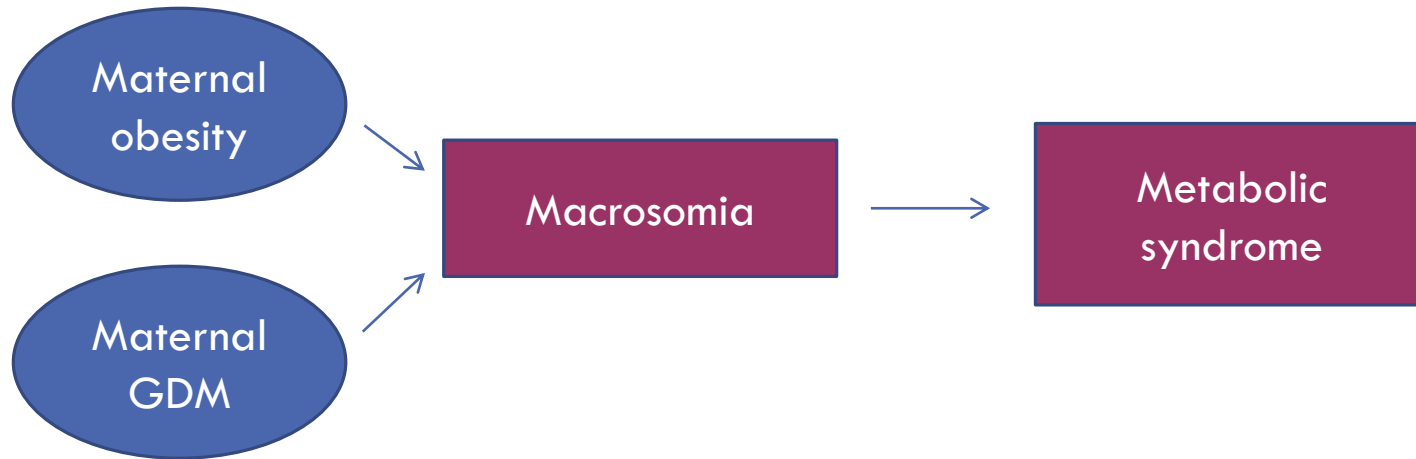 Maternal
obesity
Maternal
GDM
Macrosomia
Metabolic
syndrome